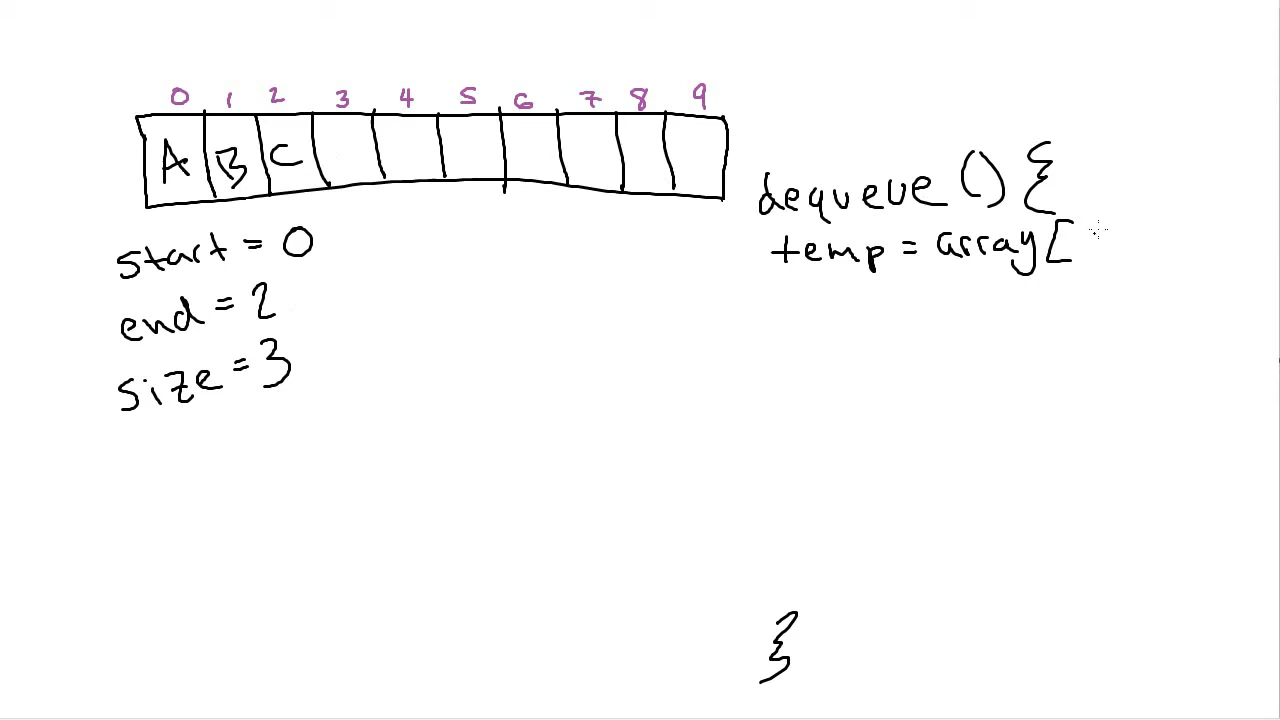 0 1 2 3 4 5 6 7 8 9
A B C
dequeue () {
temp = array[
start = 0
end = 2
size = 3
}